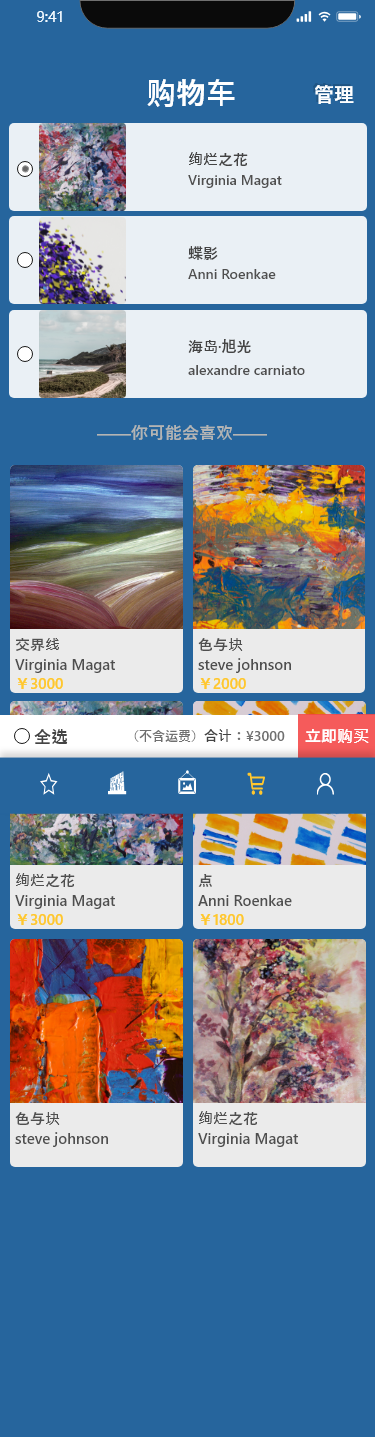 9:41
购物车
管理
绚烂之花
Virginia Magat
蝶影
Anni Roenkae
海岛·旭光
alexandre carniato
——你可能会喜欢——
交界线
Virginia Magat
￥3000
色与块
steve johnson
￥2000
全选
（不含运费）合计：¥3000
立即购买
绚烂之花
Virginia Magat
￥3000
点
Anni Roenkae
￥1800
色与块
steve johnson
绚烂之花
Virginia Magat